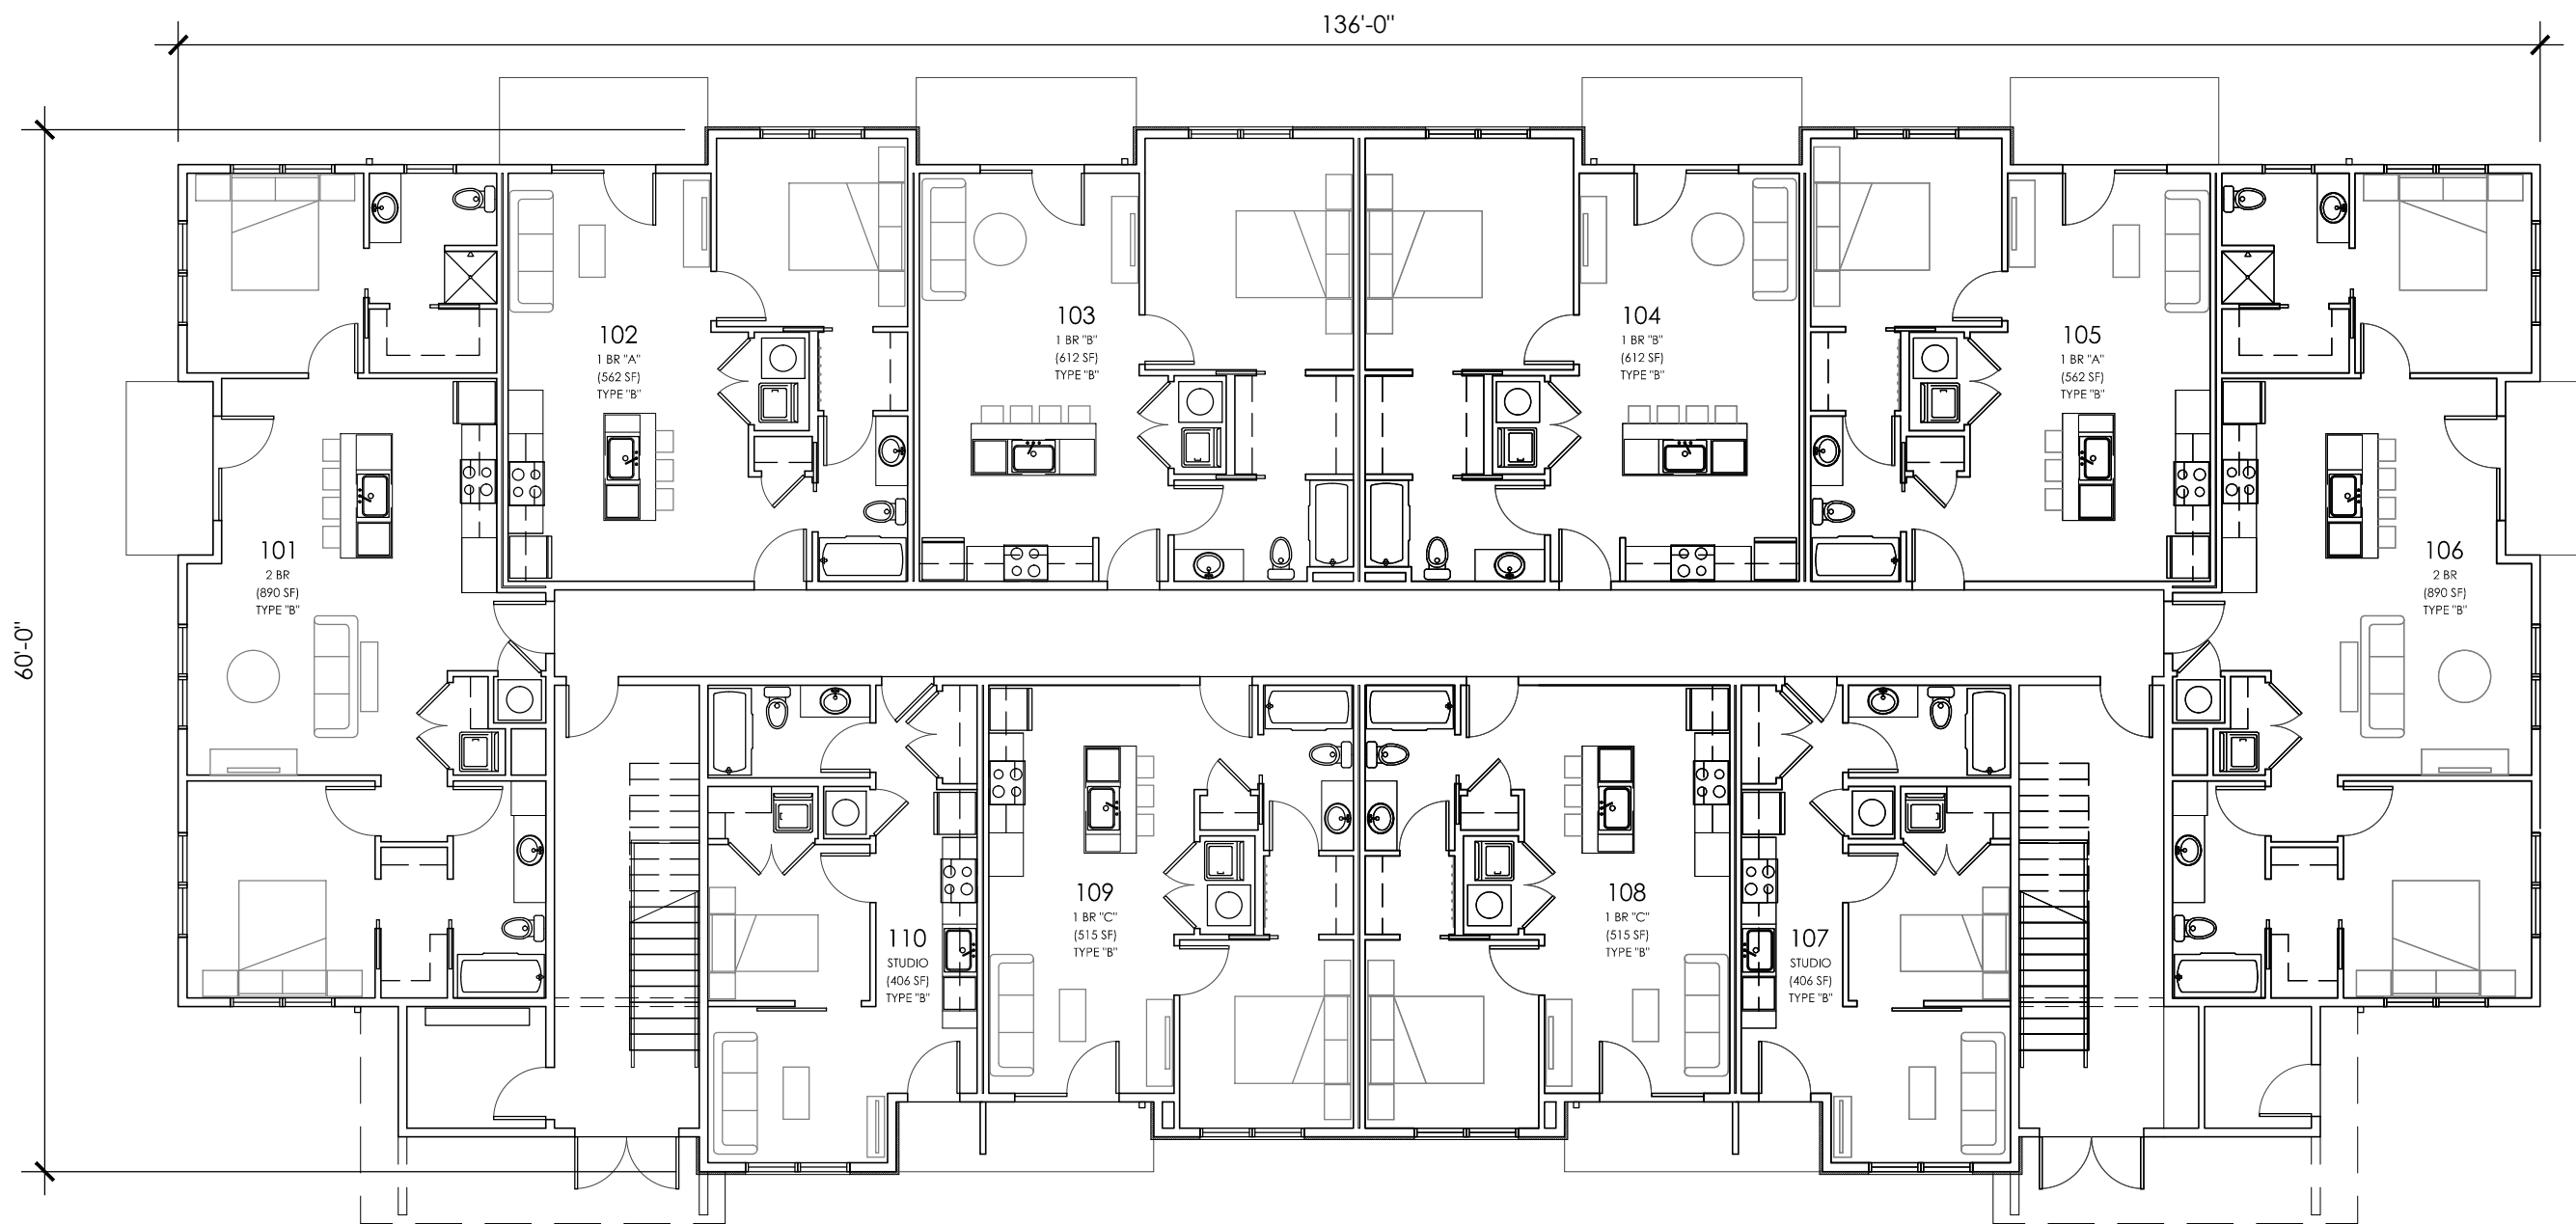 136'-0"
60'-0"
101
2 BR
(890 SF)
TYPE "B"
102
1 BR "A"
(562 SF)
TYPE "B"
103
1 BR "B"
(612 SF)
TYPE "B"
104
1 BR "B"
(612 SF)
TYPE "B"
105
1 BR "A"
(562 SF)
TYPE "B"
106
2 BR
(890 SF)
TYPE "B"
110
STUDIO
(406 SF)
TYPE "B"
109
1 BR "C"
(515 SF)
TYPE "B"
108
1 BR "C"
(515 SF)
TYPE "B"
107
STUDIO
(406 SF)
TYPE "B"